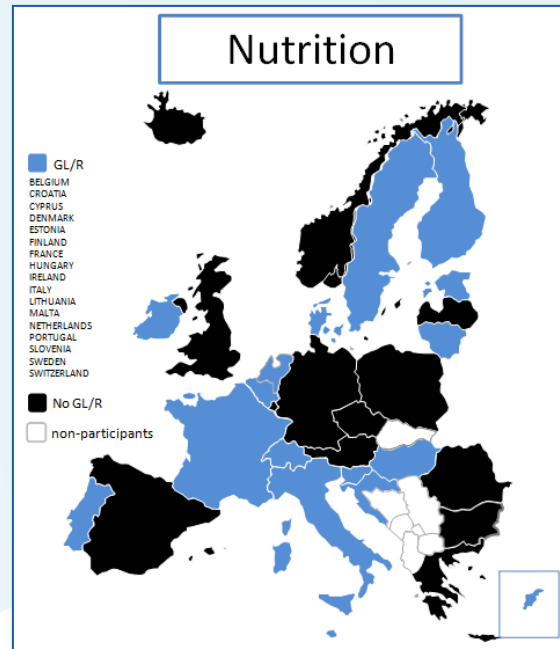 Nutrition
GL/R
BELGIUM
CROATIA
CYPRUS
DENMARK
ESTONIA
FINLAND
FRANCE
HUNGARY
IRELAND
ITALY
LITHUANIA
MALTA
NETHERLANDS
PORTUGAL
SLOVENIA
SWEDEN
SWITZERLAND
No GL/R
non-participants